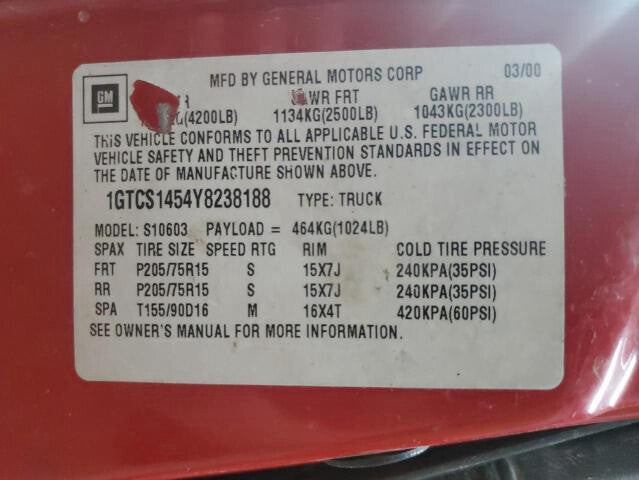 MFD BY GENERAL MOTORS CORP 03/00
GM
GAWR FRT GAWR RR
KG(4200LB) 1134KG(2500LB) 1043KG(2300LB)
THIS VEHICLE CONFORMS TO ALL APPLICABLE U.S. FEDERAL MOTOR
VEHICLE SAFETY AND THEFT PREVENTION STANDARDS IN EFFECT ON
THE DATE OF MANUFACTURE SHOWN ABOVE.
1GTCS1454Y8238188 TYPE: TRUCK
MODEL: S10603 PAYLOAD = 464KG(1024LB)
SPAX TIRE SIZE SPEED RTG RIM COLD TIRE PRESSURE
FRT P205/75R15 S 15X7J 240KPA(35PSI)
RR P205/75R15 S 15X7J 240KPA(35PSI)
SPA T155/90D16 M 16X4T 420KPA(60PSI)
SEE OWNER'S MANUAL FOR MORE INFORMATION.